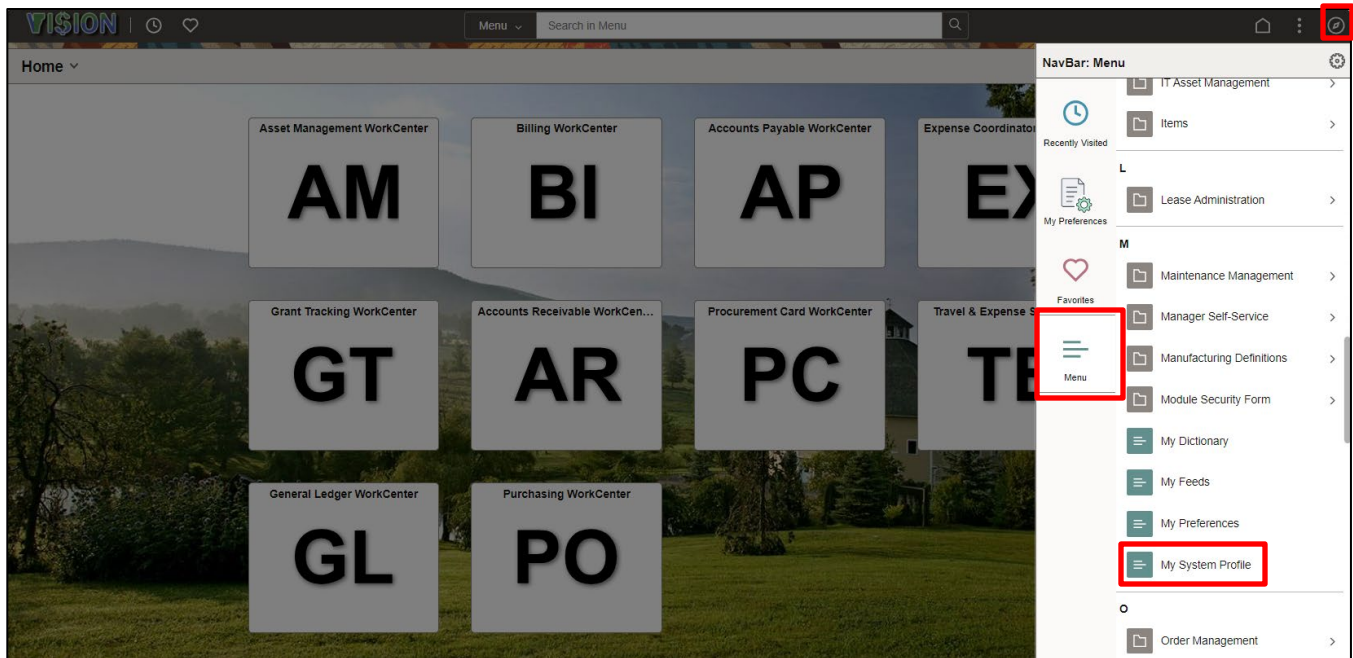 VISION
Menu
Search in Menu
Home
NavBar: Menu
Asset Management WorkCenter
AM
Billing WorkCenter
BI
Accounts Payable WorkCenter
AP
Expense Coordinator
EX
Grant Tracking WorkCenter
GT
Accounts Receivable WorkCen...
AR
Procurement Card WorkCenter
PC
Travel & Expense S
TE
General Ledger WorkCenter
GL
Purchasing WorkCenter
PO
Recently Visited
My Preferences
Favorites
Menu
IT Asset Management
Items
L
Lease Administration
M
Maintenance Management
Manager Self-Service
Manufacturing Definitions
Module Security Form
My Dictionary
My Feeds
My Preferences
My System Profile
O
Order Management